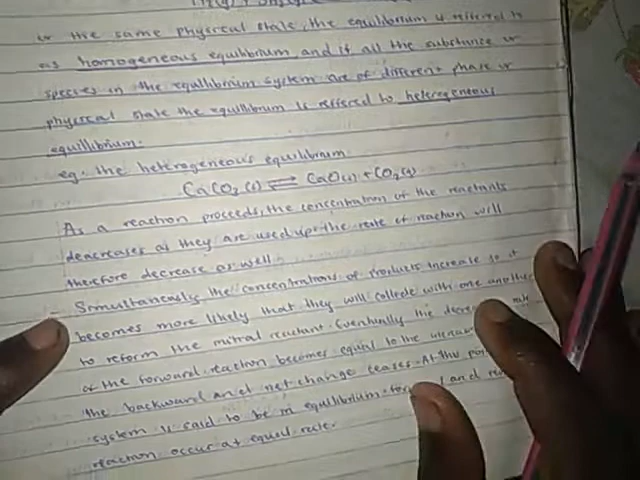 or the same physical state, the equilibrium is referred to
as homogeneous equilibrium and if all the substance or
species in the equilibrium system are of different phase or
physical state the equilibrium is reffered to heterogeneous
equilibrium.
eg. the heterogeneous equilibrium
CaCO3(s) ⇌ CaO(s) + CO2(g)
As a reaction proceeds, the concentration of the reactants
deacreases as they are used up the rate of reaction will
therefore decrease as well.
Simultaneously the concentrations of products increase so it
becomes more likely that they will collide with one another
to reform the initial reactant. Eventually the rate
of the forward reaction becomes equal to the
the backward and net change ceases. At this
system is said to be in equilibrium. and
reaction occur at equal rate.